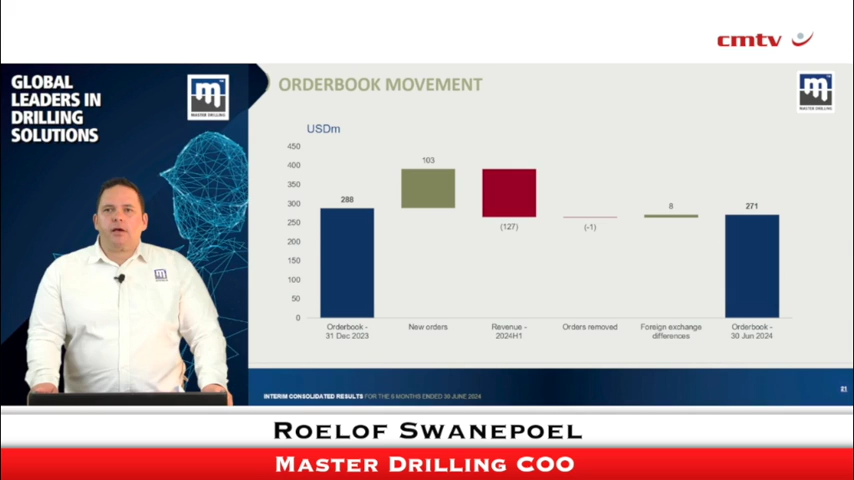 cmtv
GLOBAL
LEADERS IN
DRILLING
SOLUTIONS
MASTER DRILLING
ORDERBOOK MOVEMENT
MASTER DRILLING
USDm
450
400
350
300
250
200
150
100
50
0
288
103
(127)
(-1)
8
271
Orderbook -
31 Dec 2023
New orders
Revenue -
2024H1
Orders removed
Foreign exchange
differences
Orderbook -
30 Jun 2024
INTERIM CONSOLIDATED RESULTS FOR THE 6 MONTHS ENDED 30 JUNE 2024
21
ROELOF SWANEPOEL
MASTER DRILLING COO